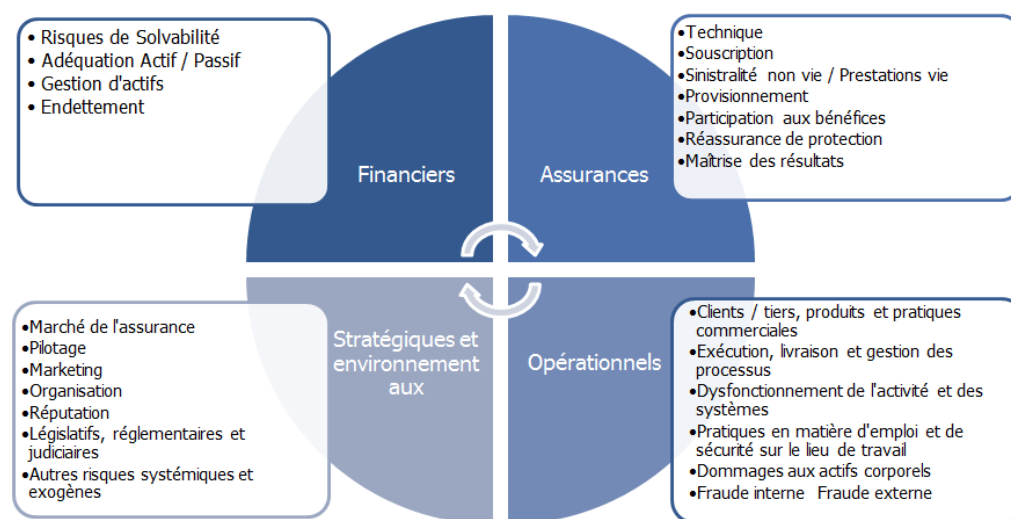 • Risques de Solvabilité
• Adéquation Actif / Passif
• Gestion d'actifs
• Endettement
Financiers
•Technique
•Souscription
•Sinistralité non vie / Prestations vie
•Provisionnement
•Participation aux bénéfices
•Réassurance de protection
•Maîtrise des résultats
Assurances
•Marché de l'assurance
•Pilotage
•Marketing
•Organisation
•Réputation
•Législatifs, réglementaires et
judiciaires
•Autres risques systémiques et
exogènes
Stratégiques et
environnement
aux
Opérationnels
•Clients / tiers, produits et pratiques
commerciales
•Exécution, livraison et gestion des
processus
•Dysfonctionnement de l'activité et des
systèmes
•Pratiques en matière d'emploi et de
sécurité sur le lieu de travail
•Dommages aux actifs corporels
•Fraude interne Fraude externe